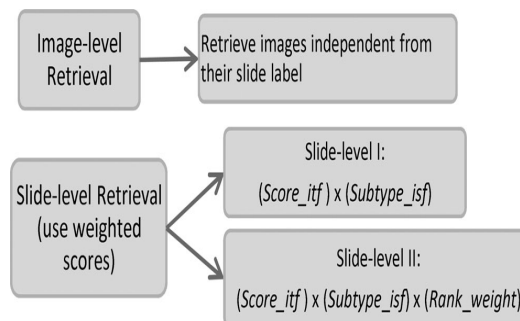 Image-level
Retrieval
Retrieve images independent from
their slide label
Slide-level Retrieval
(use weighted
scores)
Slide-level I:
(Score_itf ) x (Subtype_isf)
Slide-level II:
(Score_itf ) x (Subtype_isf) x (Rank_weight)